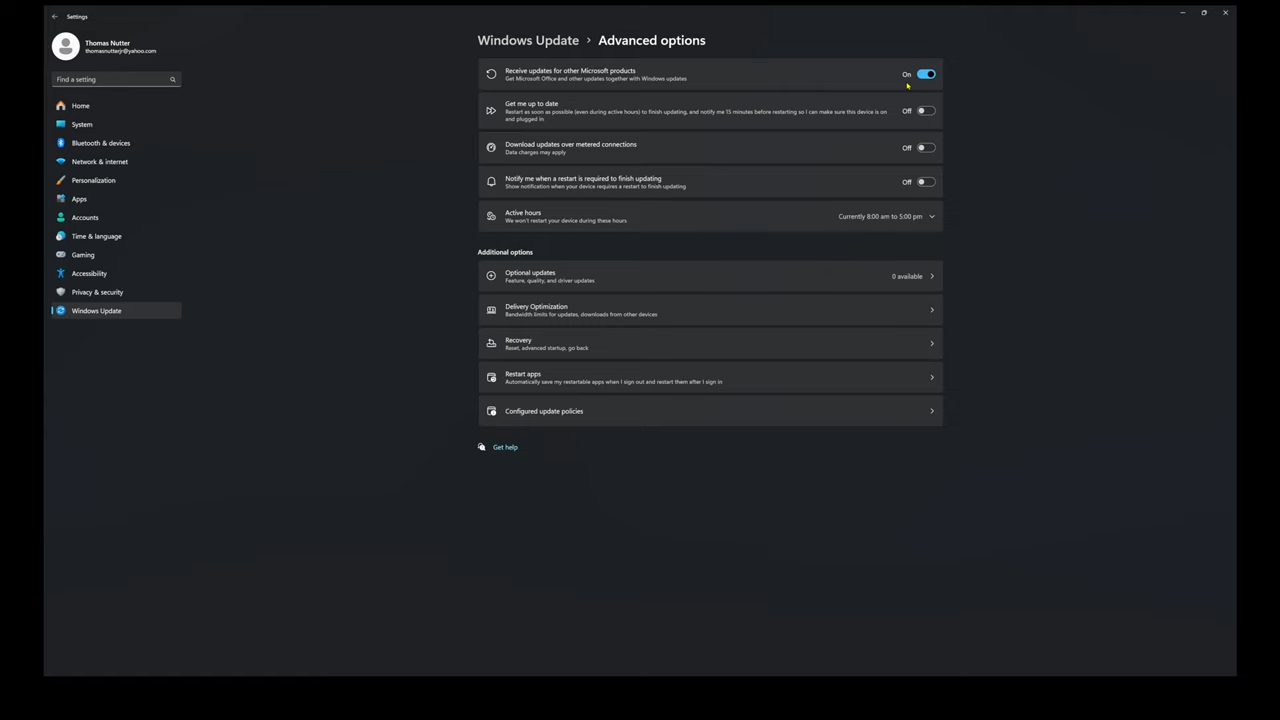 Settings
Thomas Nutter
thomasnutterjr@yahoo.com
Find a setting
Home
System
Bluetooth & devices
Network & internet
Personalization
Apps
Accounts
Time & language
Gaming
Accessibility
Privacy & security
Windows Update
Windows Update > Advanced options
Receive updates for other Microsoft products
Get Microsoft Office and other updates together with Windows updates
On
Get me up to date
Restart as soon as possible (even during active hours) to finish updating, and notify me 15 minutes before restarting so I can make sure this device is on
and plugged in
Off
Download updates over metered connections
Data charges may apply
Off
Notify me when a restart is required to finish updating
Show notification when your device requires a restart to finish updating
Off
Active hours
We won't restart your device during these hours
Currently 8:00 am to 5:00 pm
Additional options
Optional updates
Feature, quality, and driver updates
0 available
Delivery Optimization
Bandwidth limits for updates, downloads from other devices
Recovery
Reset, advanced startup, go back
Restart apps
Automatically save my restartable apps when I sign out and restart them after I sign in
Configured update policies
Get help